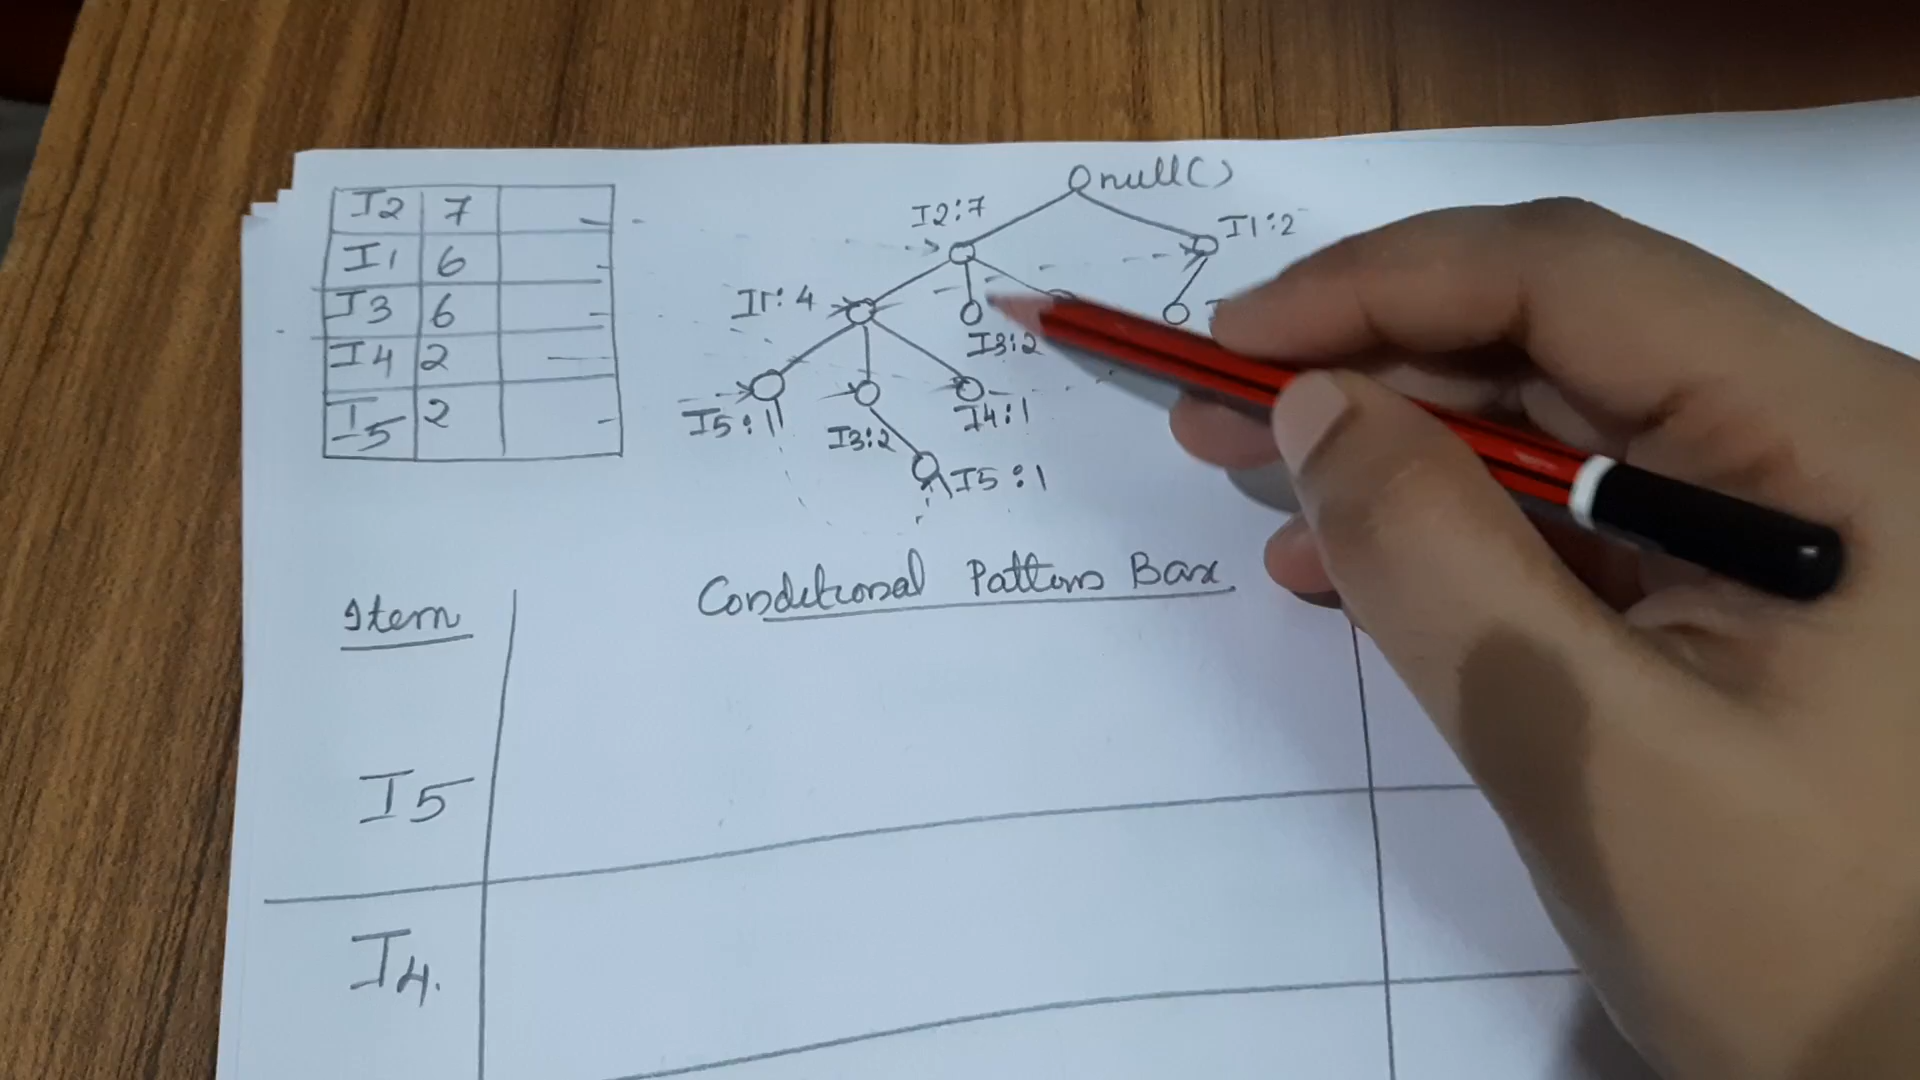 I2 7
I1 6
I3 6
I4 2
I5 2
null()
I2:7
I1:2
I1:4
I3:2
I5:1
I3:2
I4:1
I5:1
Item
Conditional Pattern Base
I5
I4.